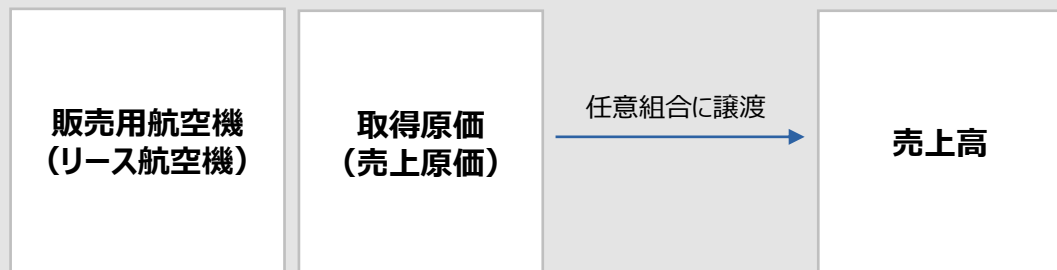 販売用航空機
（リース航空機）
取得原価
（売上原価）
任意組合に譲渡
売上高